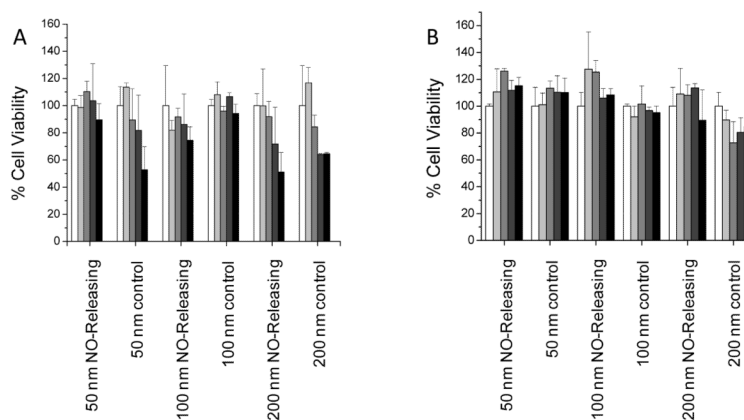 A
% Cell Viability
160
140
120
100
80
60
40
20
0
50 nm NO-Releasing
50 nm control
100 nm NO-Releasing
100 nm control
200 nm NO-Releasing
200 nm control
B
% Cell Viability
160
140
120
100
80
60
40
20
0
50 nm NO-Releasing
50 nm control
100 nm NO-Releasing
100 nm control
200 nm NO-Releasing
200 nm control